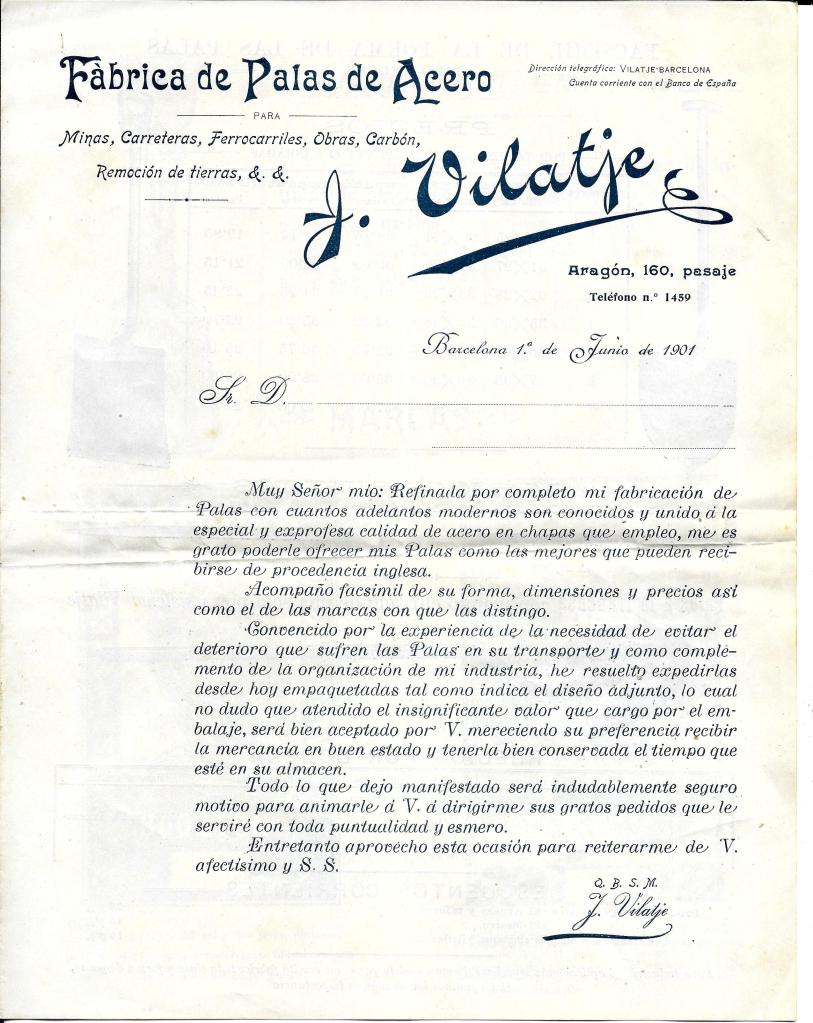 Fàbrica de Palas de Acero
PARA
Minas, Carreteras, Ferrocarriles, Obras, Carbón,
Remoción de tierras, &. &.
Dirección telegráfica: VILATJE-BARCELONA
Cuenta corriente con el Banco de España
J. Vilatje
Aragón, 160, pasaje
Teléfono n.º 1459
Barcelona 1.º de Junio de 1901
Sr. D.
Muy Señor mío: Refinada por completo mi fabricación de
Palas con cuantos adelantos modernos son conocidos y unido á la
especial y exprofesa calidad de acero en chapas que empleo, me es
grato poderle ofrecer mis Palas como las mejores que pueden reci-
birse de procedencia inglesa.
Acompaño facsimil de su forma, dimensiones y precios así
como el de las marcas con que las distingo.
Convencido por la experiencia de la necesidad de evitar el
deterioro que sufren las Palas en su transporte y como complé-
mento de la organización de mi industria, he resuelto expedirlas
desde hoy empaquetadas tal como indica el diseño adjunto, lo cual
no dudo que atendido el insignificante valor que cargo por el em-
balaje, será bien aceptado por V. mereciendo su preferencia recibir
la mercancía en buen estado y tenerla bien conservada el tiempo que
esté en su almacen.
Todo lo que dejo manifestado será indudablemente seguro
motivo para animarle á V. á dirigirme sus gratos pedidos que le
serviré con toda puntualidad y esmero.
Entretanto aprovecho esta ocasión para reiterarme de V.
afectísimo y S. S.
Q. B. S. M.
J. Vilatje